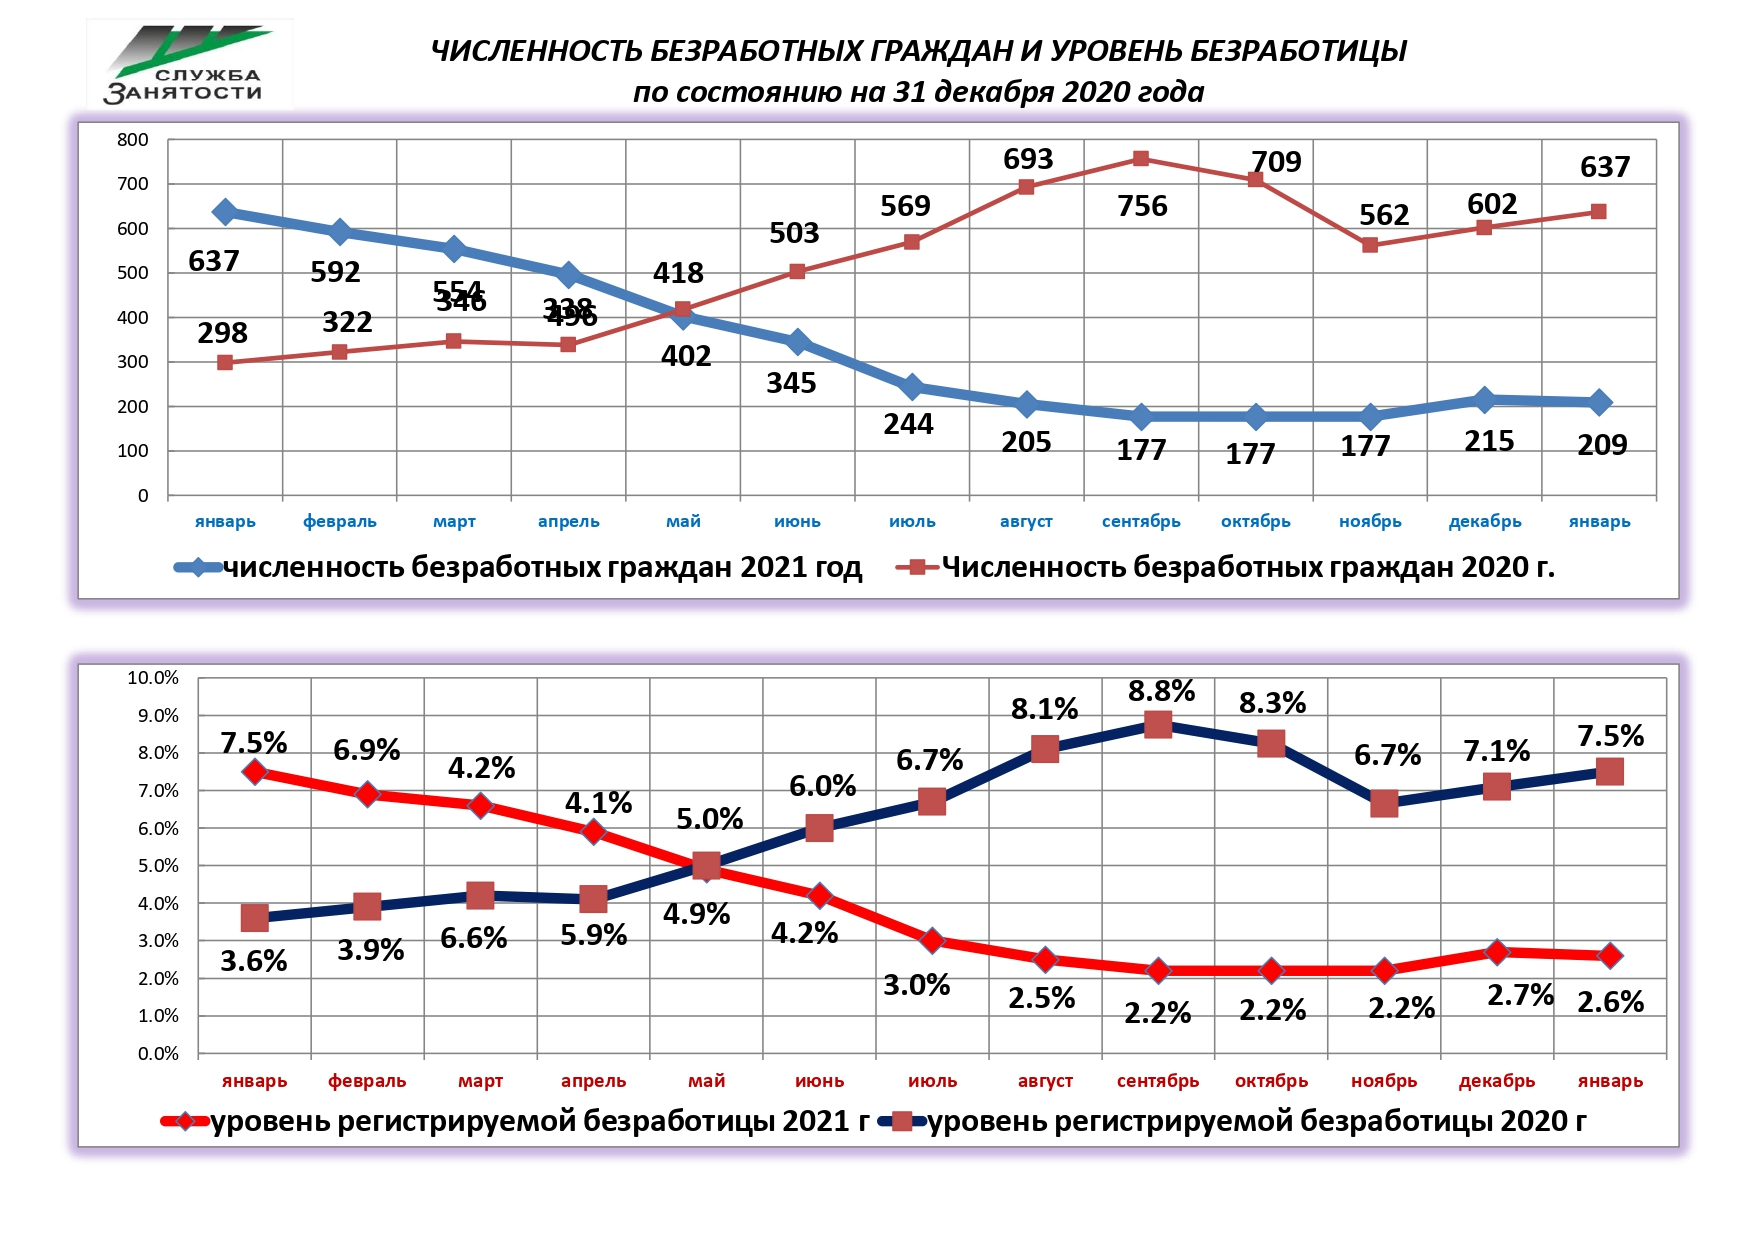 СЛУЖБА
ЗАНЯТОСТИ
ЧИСЛЕННОСТЬ БЕЗРАБОТНЫХ ГРАЖДАН И УРОВЕНЬ БЕЗРАБОТИЦЫ
по состоянию на 31 декабря 2020 года
800
700
600
500
400
300
200
100
0
637 592 554 496 402 345 244 205 177 177 177 215 209
298 322 346 338 418 503 569 693 756 709 562 602 637
январь февраль март апрель май июнь июль август сентябрь октябрь ноябрь декабрь январь
численность безработных граждан 2021 год Численность безработных граждан 2020 г.
10.0%
9.0%
8.0%
7.0%
6.0%
5.0%
4.0%
3.0%
2.0%
1.0%
0.0%
7.5% 6.9% 4.2% 4.1% 5.0% 6.0% 6.7% 8.1% 8.8% 8.3% 6.7% 7.1% 7.5%
3.6% 3.9% 6.6% 5.9% 4.9% 4.2% 3.0% 2.5% 2.2% 2.2% 2.2% 2.7% 2.6%
январь февраль март апрель май июнь июль август сентябрь октябрь ноябрь декабрь январь
уровень регистрируемой безработицы 2021 г уровень регистрируемой безработицы 2020 г